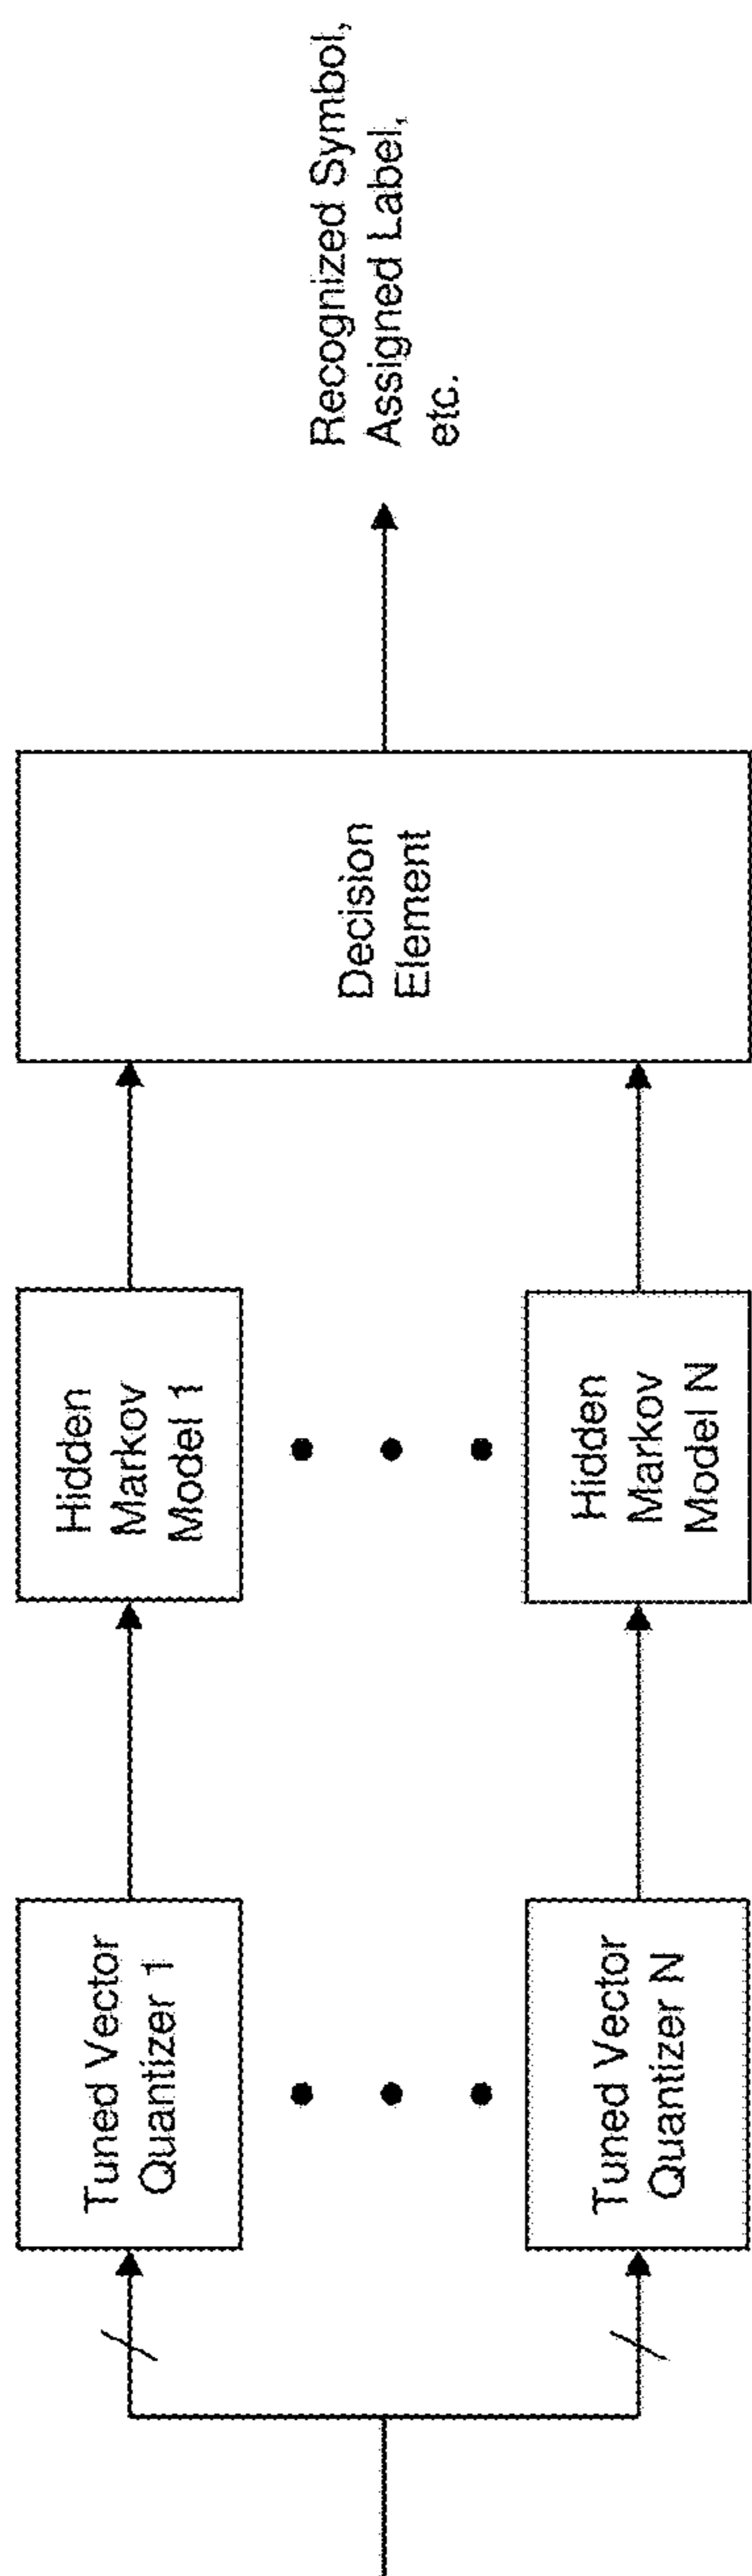 Tuned Vector
Quantizer 1
Tuned Vector
Quantizer N
Hidden
Markov
Model 1
Hidden
Markov
Model N
Decision
Element
Recognized Symbol,
Assigned Label,
etc.